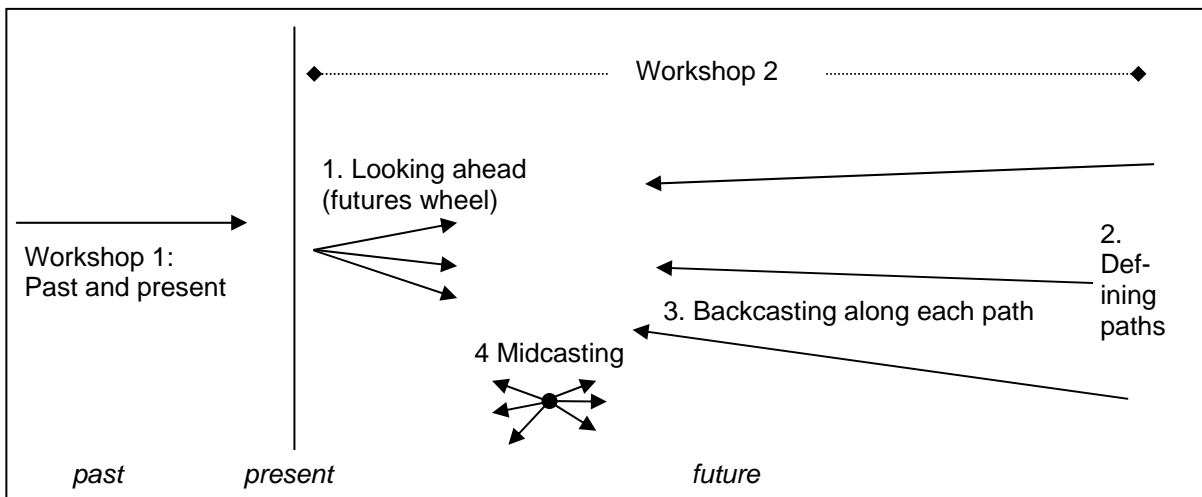 Workshop 2
1. Looking ahead
(futures wheel)
Workshop 1:
Past and present
2.
Def-
ining
paths
3. Backcasting along each path
4 Midcasting
past
present
future